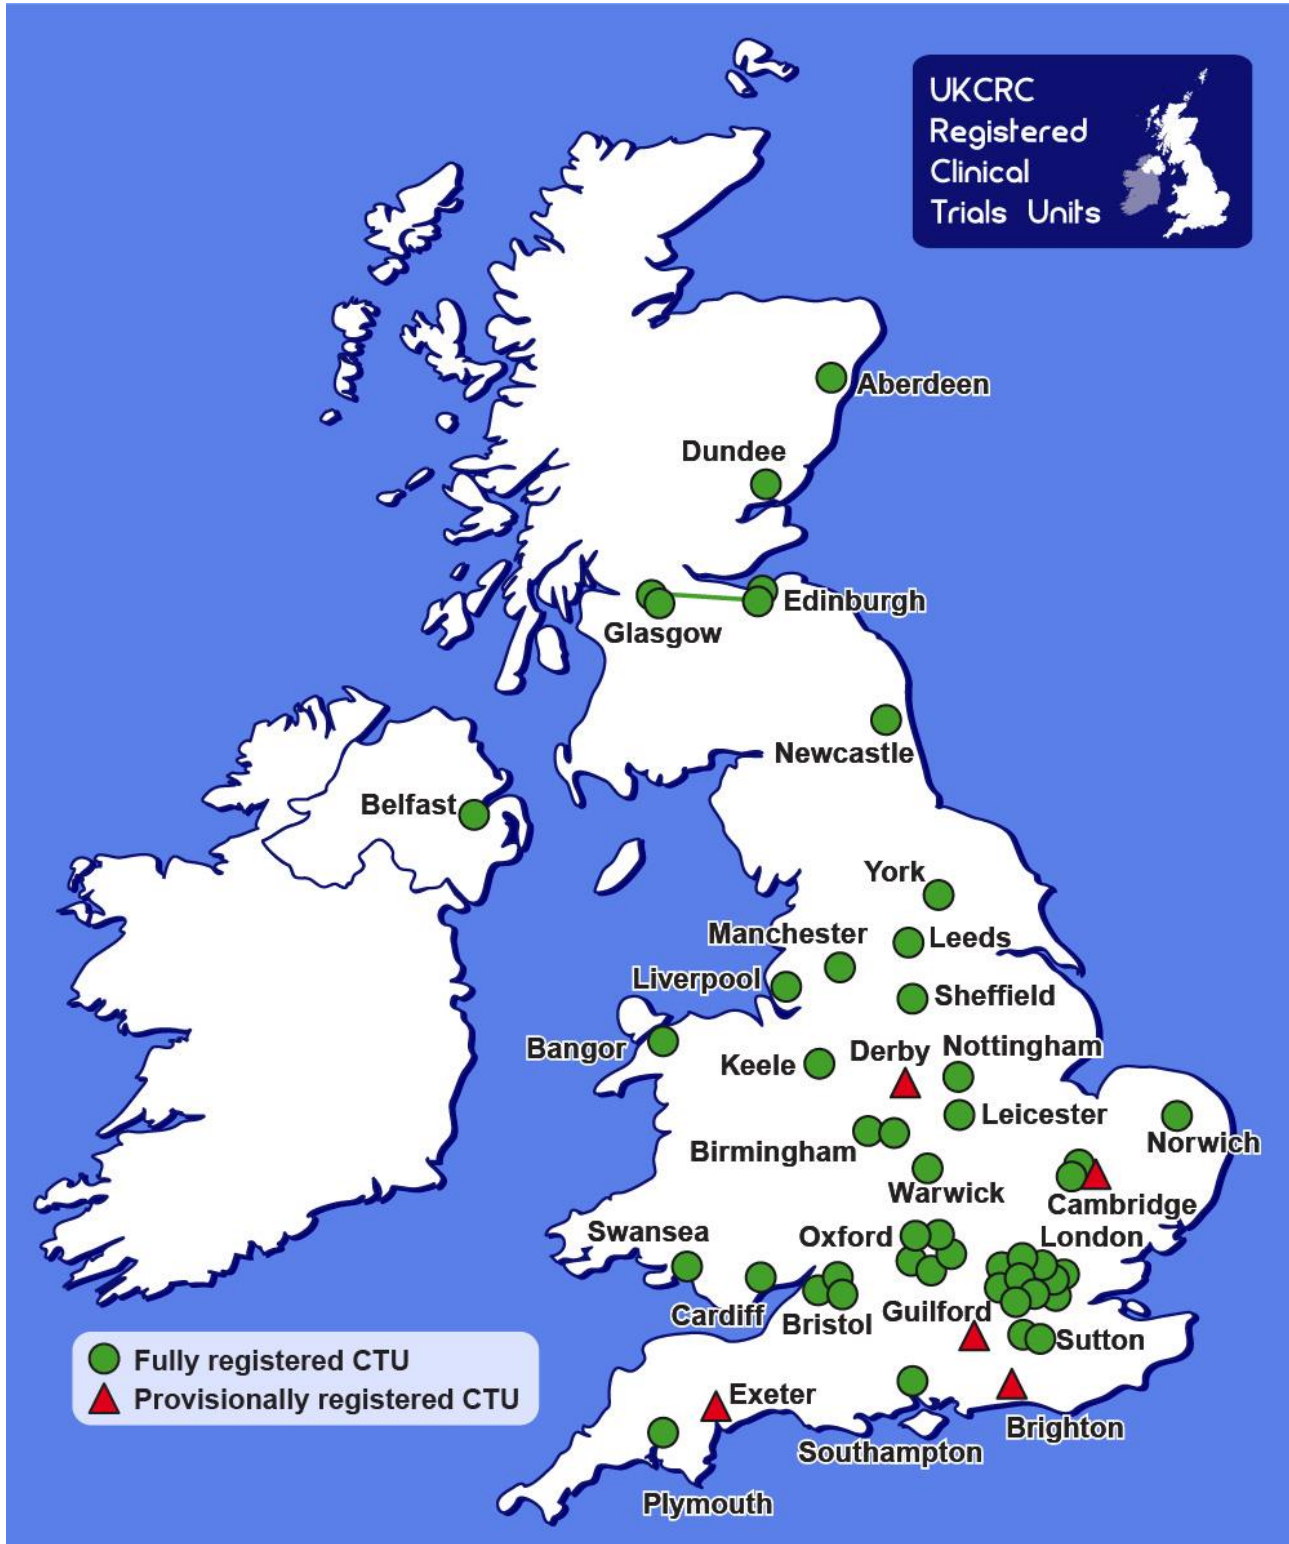 UKCRC
Registered
Clinical
Trials Units
Aberdeen
Dundee
Edinburgh
Glasgow
Newcastle
Belfast
York
Manchester
Leeds
Liverpool
Sheffield
Bangor
Keele
Derby
Nottingham
Leicester
Norwich
Birmingham
Warwick
Cambridge
Swansea
Oxford
London
Cardiff
Bristol
Guilford
Sutton
Fully registered CTU
Provisionally registered CTU
Exeter
Brighton
Southampton
Plymouth